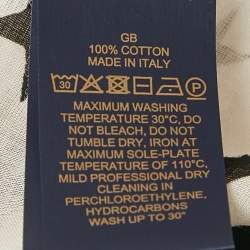 GB
100% COTTON
MADE IN ITALY
30 P
MAXIMUM WASHING
TEMPERATURE 30°C, DO
NOT BLEACH, DO NOT
TUMBLE DRY, IRON AT
MAXIMUM SOLE-PLATE
TEMPERATURE OF 110°C,
MILD PROFESSIONAL DRY
CLEANING IN
PERCHLOROETHYLENE,
HYDROCARBONS
WASH UP TO 30°